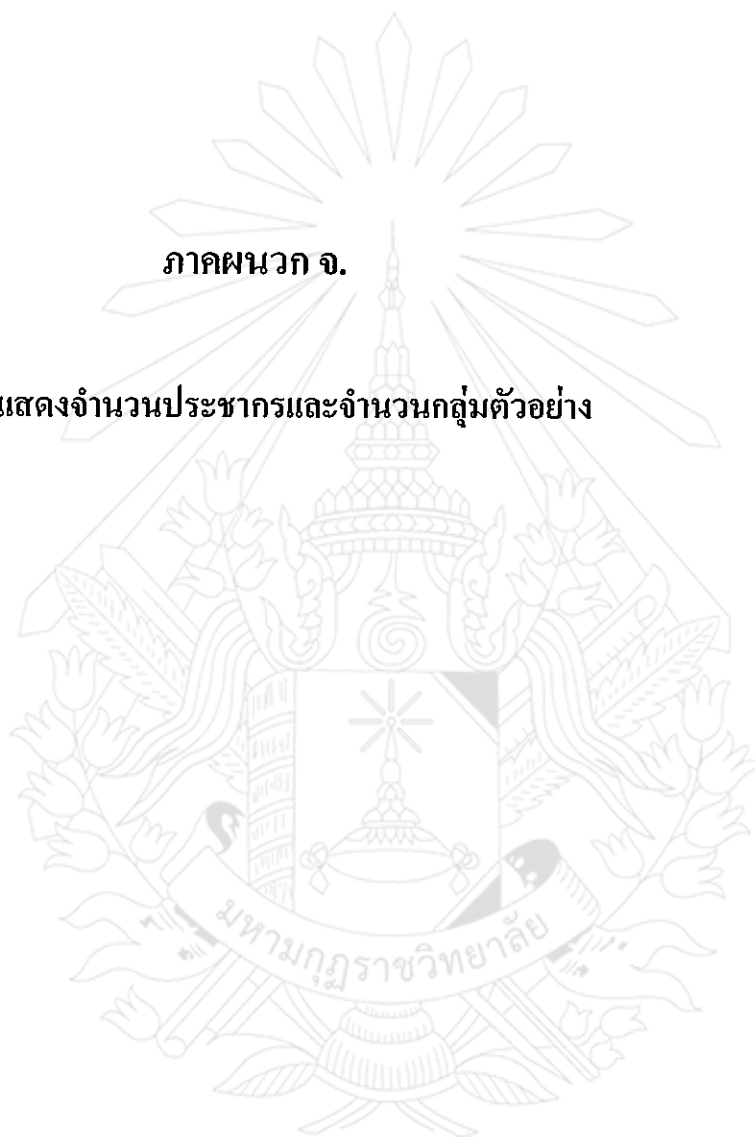 ภาคผนวก จ.
แสดงจำนวนประชากรและจำนวนกลุ่มตัวอย่าง
มหามกุฏราชวิทยาลัย